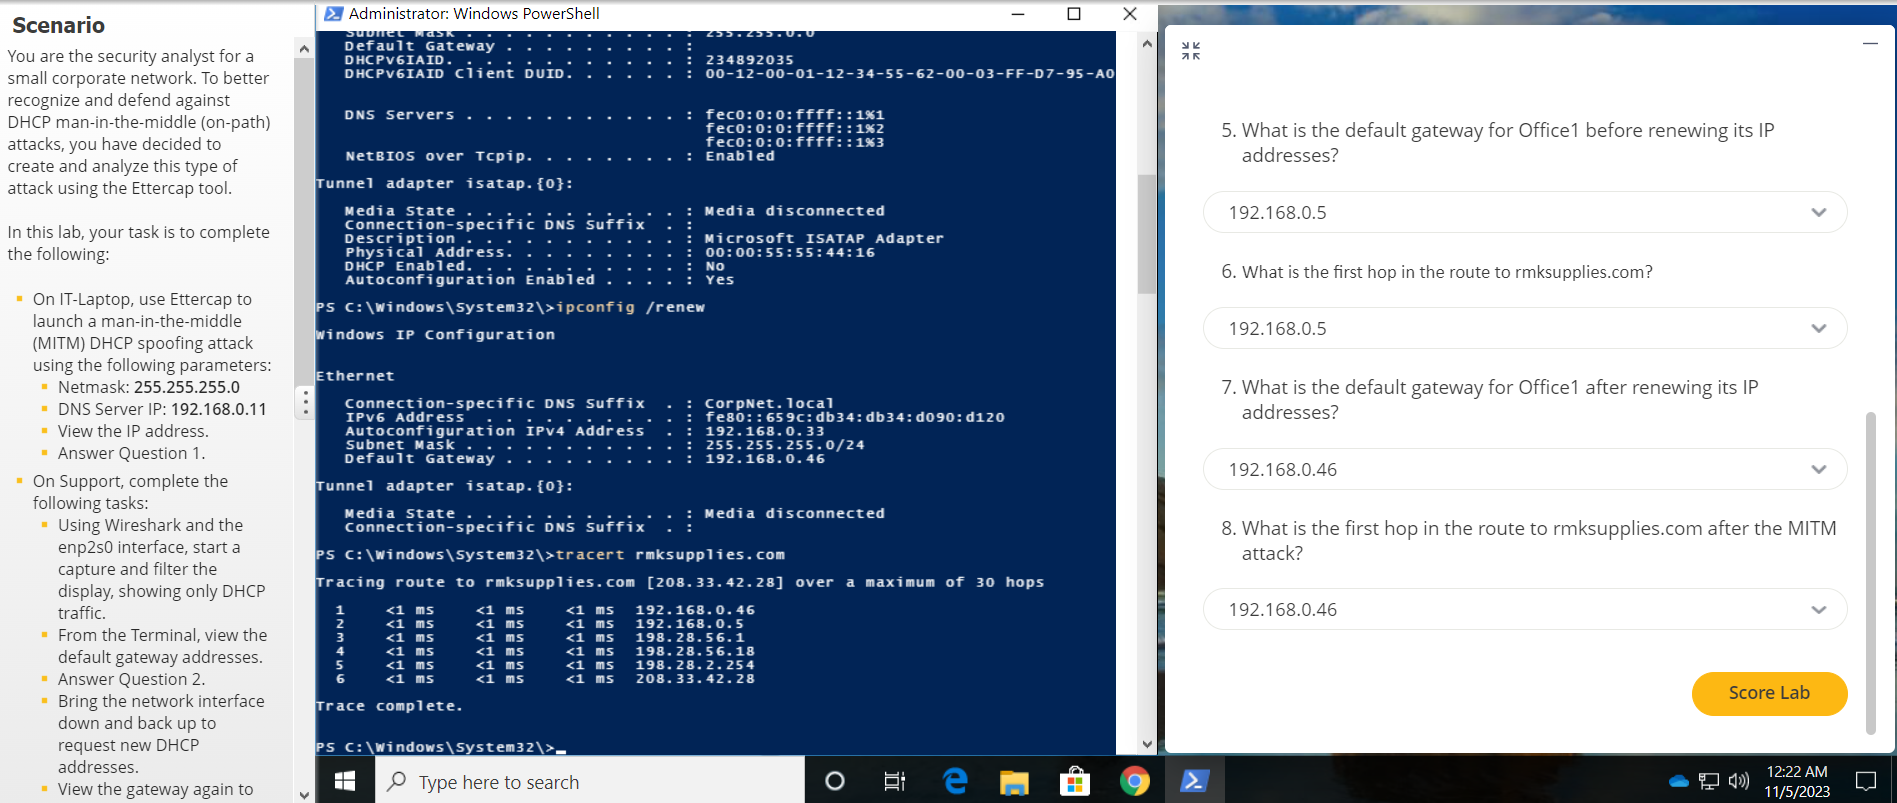 Scenario
You are the security analyst for a
small corporate network. To better
recognize and defend against
DHCP man-in-the-middle (on-path)
attacks, you have decided to
create and analyze this type of
attack using the Ettercap tool.
In this lab, your task is to complete
the following:
On IT-Laptop, use Ettercap to
launch a man-in-the-middle
(MITM) DHCP spoofing attack
using the following parameters:
Netmask: 255.255.255.0
DNS Server IP: 192.168.0.11
View the IP address.
Answer Question 1.
On Support, complete the
following tasks:
Using Wireshark and the
enp2s0 interface, start a
capture and filter the
display, showing only DHCP
traffic.
From the Terminal, view the
default gateway addresses.
Answer Question 2.
Bring the network interface
down and back up to
request new DHCP
addresses.
View the gateway again to
Administrator: Windows PowerShell
Subnet Mask . . . . . . . . . . . : 255.255.0.0
Default Gateway . . . . . . . . . :
DHCPv6IAID. . . . . . . . . . . . : 234892035
DHCPv6IAID Client DUID. . . . . . : 00-12-00-01-12-34-55-62-00-03-FF-D7-95-A0
DNS Servers . . . . . . . . . . . : fec0:0:0:ffff::1%1
fec0:0:0:ffff::1%2
fec0:0:0:ffff::1%3
NetBIOS over Tcpip. . . . . . . . : Enabled
Tunnel adapter isatap.{0}:
Media State . . . . . . . . . . . : Media disconnected
Connection-specific DNS Suffix . :
Description . . . . . . . . . . . : Microsoft ISATAP Adapter
Physical Address. . . . . . . . . : 00:00:55:55:44:16
DHCP Enabled. . . . . . . . . . . : No
Autoconfiguration Enabled . . . . : Yes
PS C:\Windows\System32\>ipconfig /renew
Windows IP Configuration
Ethernet
Connection-specific DNS Suffix . : CorpNet.local
IPv6 Address . . . . . . . . . . : fe80::659c:db34:db34:d090:d120
Autoconfiguration IPv4 Address . : 192.168.0.33
Subnet Mask . . . . . . . . . . . : 255.255.255.0/24
Default Gateway . . . . . . . . . : 192.168.0.46
Tunnel adapter isatap.{0}:
Media State . . . . . . . . . . . : Media disconnected
Connection-specific DNS Suffix . :
PS C:\Windows\System32\>tracert rmksupplies.com
Tracing route to rmksupplies.com [208.33.42.28] over a maximum of 30 hops
1 <1 ms <1 ms <1 ms 192.168.0.46
2 <1 ms <1 ms <1 ms 192.168.0.5
3 <1 ms <1 ms <1 ms 198.28.56.1
4 <1 ms <1 ms <1 ms 198.28.56.18
5 <1 ms <1 ms <1 ms 198.28.2.254
6 <1 ms <1 ms <1 ms 208.33.42.28
Trace complete.
PS C:\Windows\System32\>_
Type here to search
5. What is the default gateway for Office1 before renewing its IP
addresses?
192.168.0.5
6. What is the first hop in the route to rmksupplies.com?
192.168.0.5
7. What is the default gateway for Office1 after renewing its IP
addresses?
192.168.0.46
8. What is the first hop in the route to rmksupplies.com after the MITM
attack?
192.168.0.46
Score Lab
12:22 AM
11/5/2023